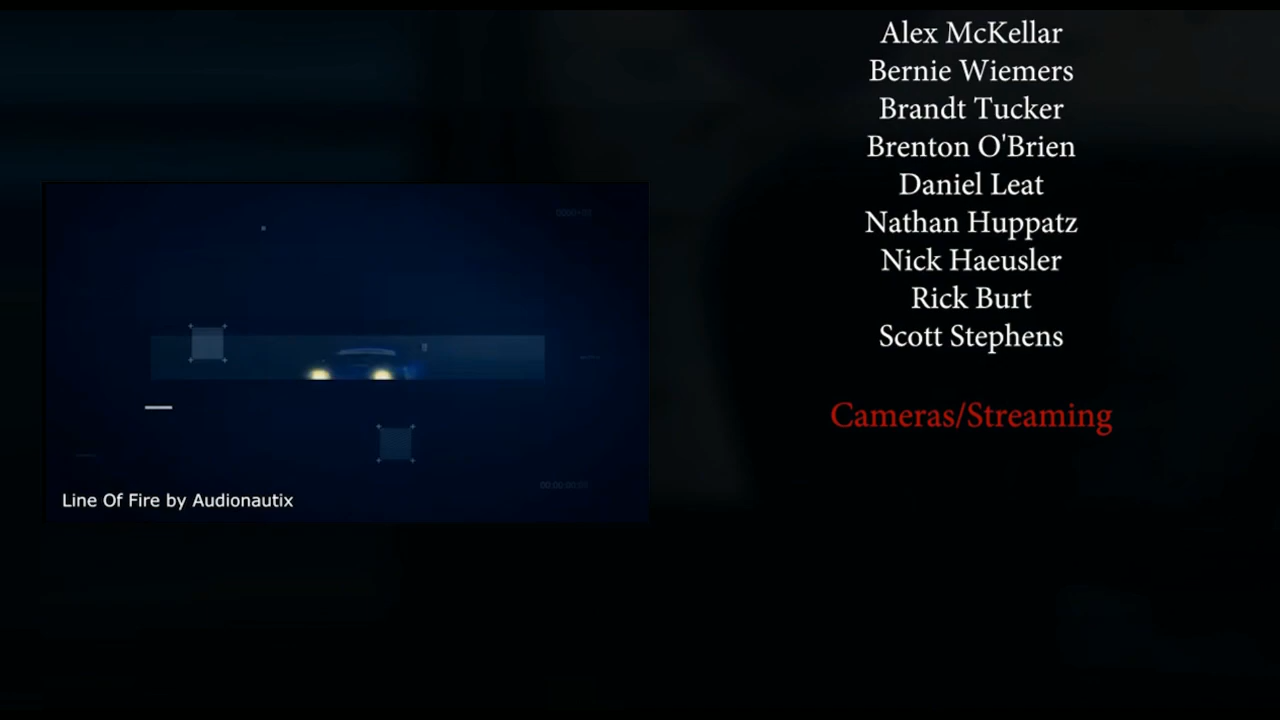 Alex McKellar
Bernie Wiemers
Brandt Tucker
Brenton O'Brien
Daniel Leat
Nathan Huppatz
Nick Haeusler
Rick Burt
Scott Stephens
Cameras/Streaming
Line Of Fire by Audionautix